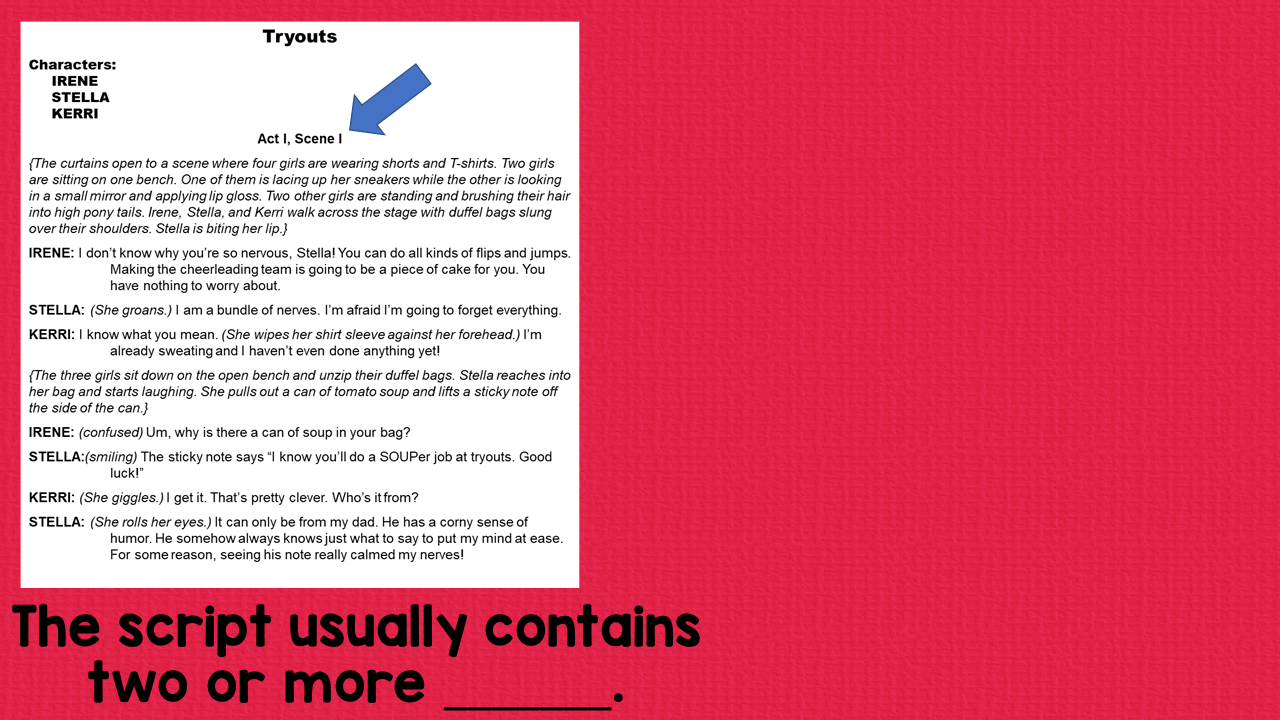 Tryouts
Characters:
IRENE
STELLA
KERRI
Act I, Scene I
{The curtains open to a scene where four girls are wearing shorts and T-shirts. Two girls
are sitting on one bench. One of them is lacing up her sneakers while the other is looking
in a small mirror and applying lip gloss. Two other girls are standing and brushing their hair
into high pony tails. Irene, Stella, and Kerri walk across the stage with duffel bags slung
over their shoulders. Stella is biting her lip.}
IRENE: I don't know why you're so nervous, Stella! You can do all kinds of flips and jumps.
Making the cheerleading team is going to be a piece of cake for you. You
have nothing to worry about.
STELLA: (She groans.) I am a bundle of nerves. I'm afraid I'm going to forget everything.
KERRI: I know what you mean. (She wipes her shirt sleeve against her forehead.) I'm
already sweating and I haven't even done anything yet!
{The three girls sit down on the open bench and unzip their duffel bags. Stella reaches into
her bag and starts laughing. She pulls out a can of tomato soup and lifts a sticky note off
the side of the can.}
IRENE: (confused) Um, why is there a can of soup in your bag?
STELLA:(smiling) The sticky note says “I know you'll do a SOUPer job at tryouts. Good
luck!”
KERRI: (She giggles.) I get it. That's pretty clever. Who's it from?
STELLA: (She rolls her eyes.) It can only be from my dad. He has a corny sense of
humor. He somehow always knows just what to say to put my mind at ease.
For some reason, seeing his note really calmed my nerves!
The script usually contains
two or more ______.